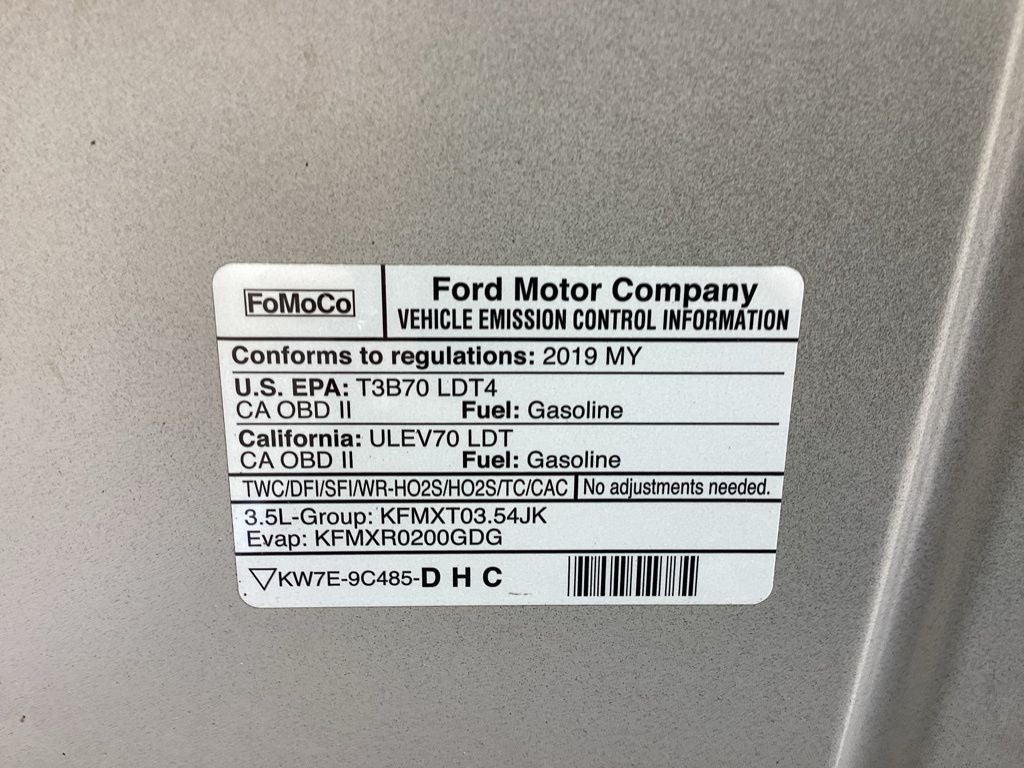 FoMoCo
Ford Motor Company
VEHICLE EMISSION CONTROL INFORMATION
Conforms to regulations: 2019 MY
U.S. EPA: T3B70 LDT4
CA OBD II Fuel: Gasoline
California: ULEV70 LDT
CA OBD II Fuel: Gasoline
TWC/DFI/SFI/WR-HO2S/HO2S/TC/CAC No adjustments needed.
3.5L-Group: KFMXT03.54JK
Evap: KFMXR0200GDG
KW7E-9C485-D H C